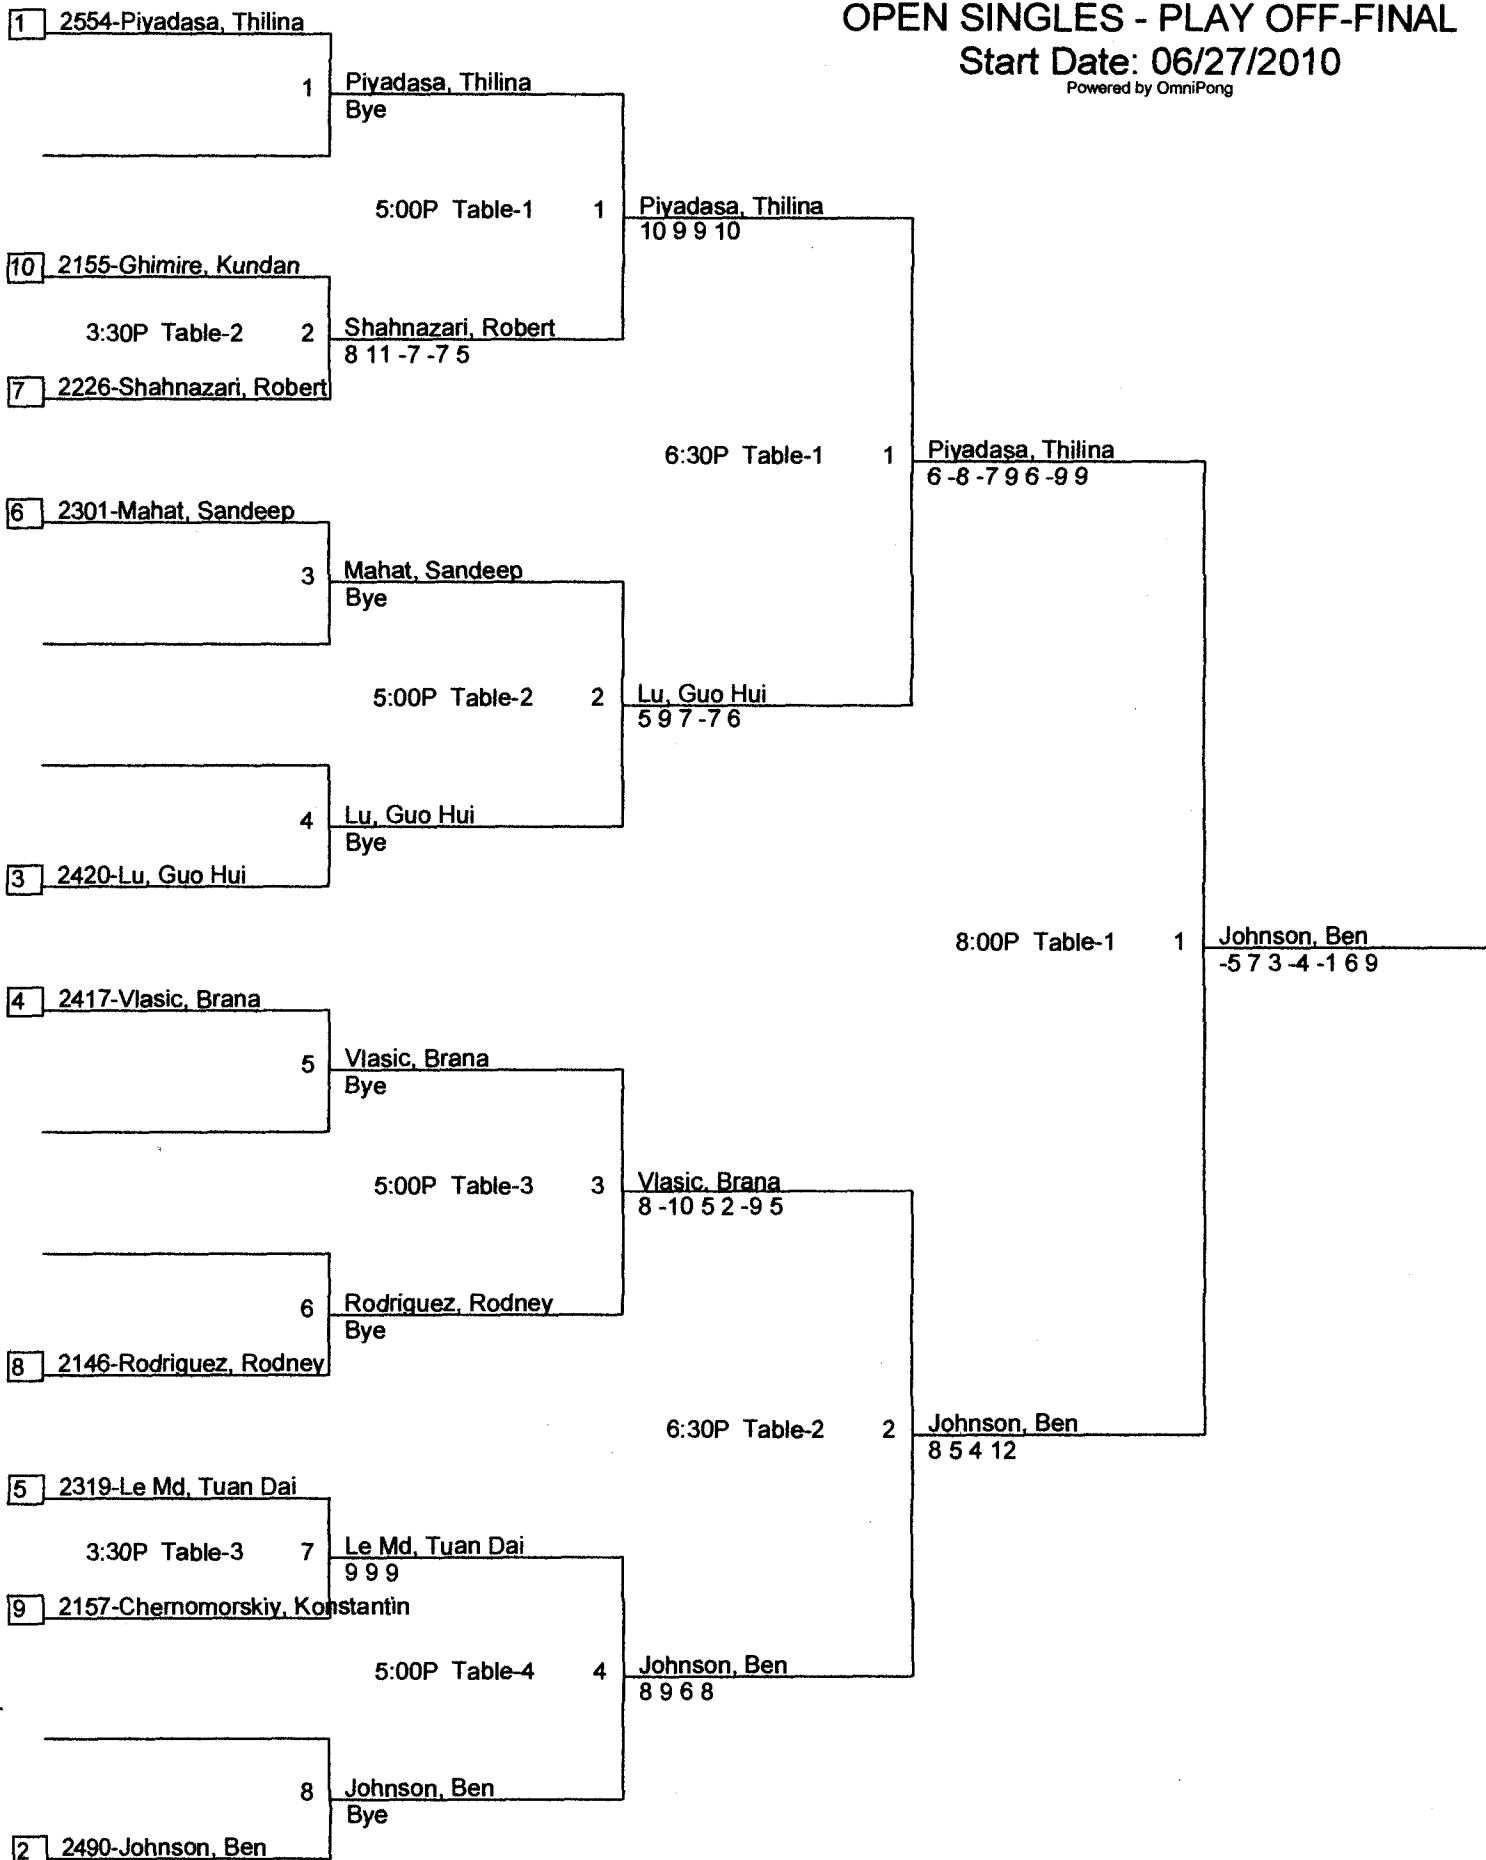 OPEN SINGLES - PLAY OFF-FINAL
Start Date: 06/27/2010
Powered by OmniPong
1 2554-Piyadasa, Thilina
1 Piyadasa, Thilina
Bye
5:00P Table-1 1 Piyadasa, Thilina
10 9 9 10
10 2155-Ghimire, Kundan
3:30P Table-2 2 Shahnazari, Robert
8 11 -7 -7 5
7 2226-Shahnazari, Robert
6:30P Table-1 1 Piyadasa, Thilina
6 -8 -7 9 6 -9 9
6 2301-Mahat, Sandeep
3 Mahat, Sandeep
Bye
5:00P Table-2 2 Lu, Guo Hui
5 9 7 -7 6
4 Lu, Guo Hui
Bye
3 2420-Lu, Guo Hui
8:00P Table-1 1 Johnson, Ben
-5 7 3 -4 -1 6 9
4 2417-Vlasic, Brana
5 Vlasic, Brana
Bye
5:00P Table-3 3 Vlasic, Brana
8 -10 5 2 -9 5
6 Rodriguez, Rodney
Bye
8 2146-Rodriguez, Rodney
6:30P Table-2 2 Johnson, Ben
8 5 4 12
5 2319-Le Md, Tuan Dai
3:30P Table-3 7 Le Md, Tuan Dai
9 9 9
9 2157-Chernomorskiy, Konstantin
5:00P Table-4 4 Johnson, Ben
8 9 6 8
8 Johnson, Ben
Bye
2 2490-Johnson, Ben